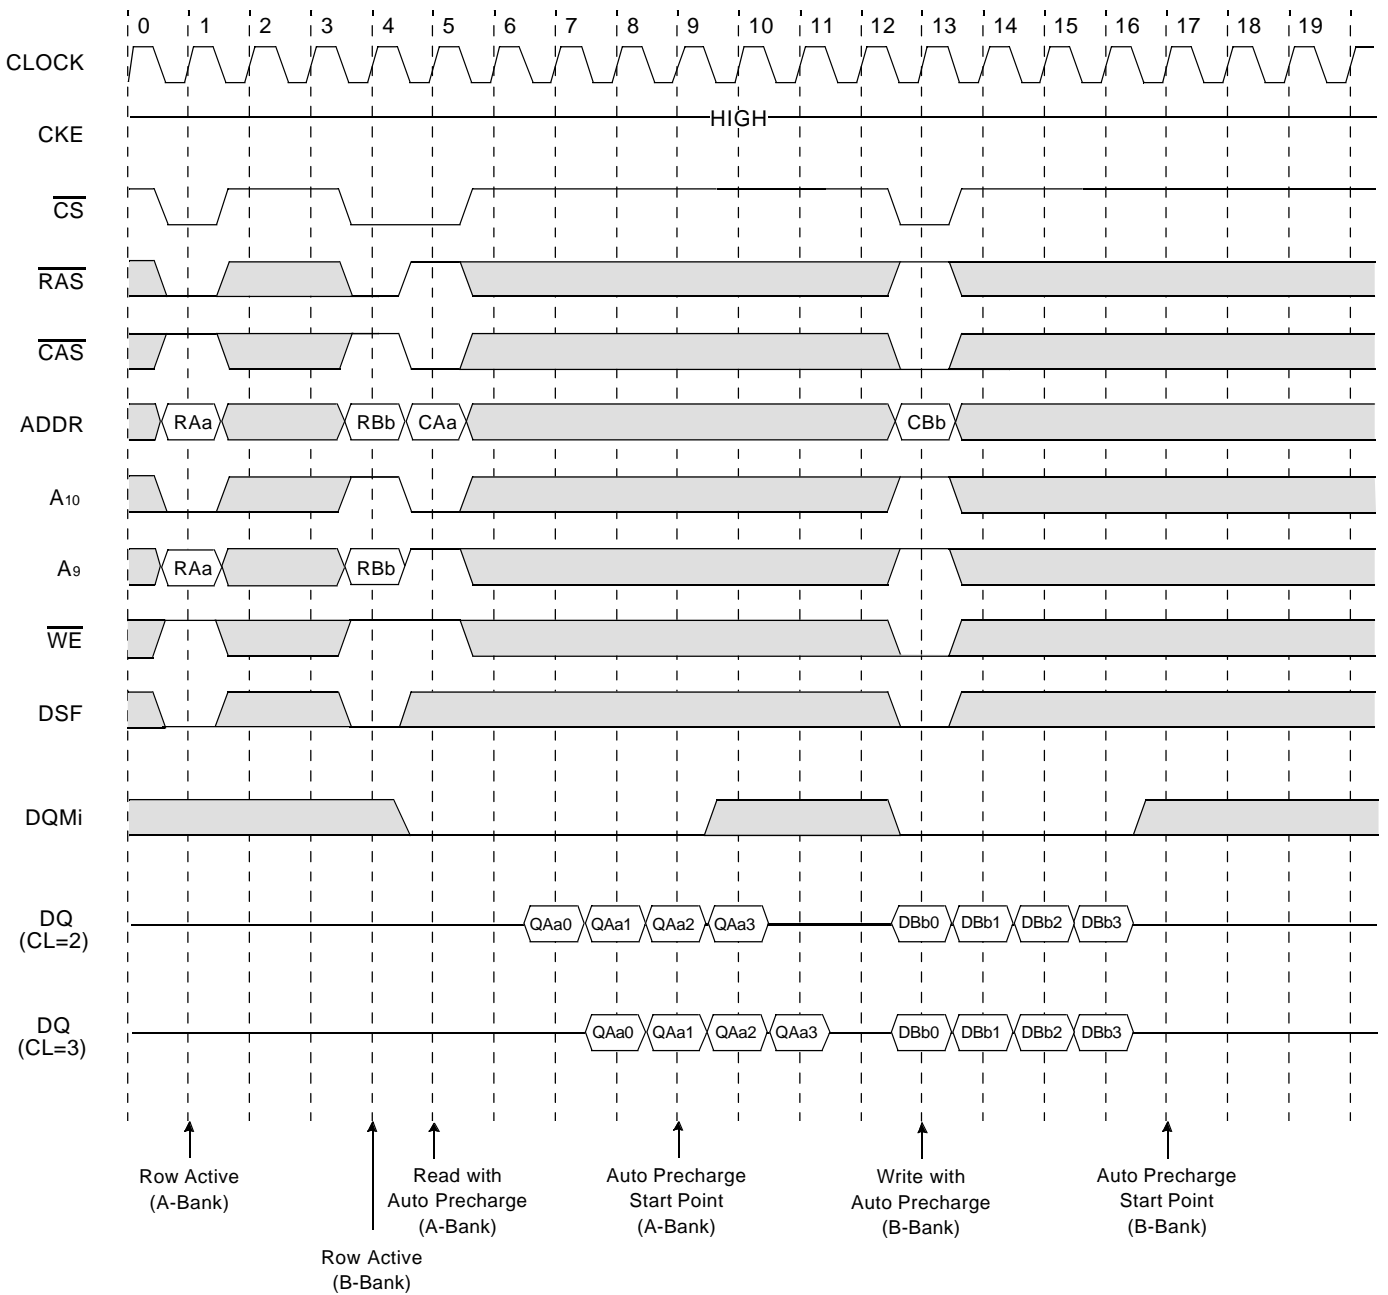 0 1 2 3 4 5 6 7 8 9 10 11 12 13 14 15 16 17 18 19
CLOCK
CKE HIGH
CS
RAS
CAS
ADDR RAa RBb CAa CBb
A10
A9 RAa RBb
WE
DSF
DQMi
DQ
(CL=2) QAa0 QAa1 QAa2 QAa3 DBb0 DBb1 DBb2 DBb3
DQ
(CL=3) QAa0 QAa1 QAa2 QAa3 DBb0 DBb1 DBb2 DBb3
Row Active
(A-Bank)
Row Active
(B-Bank)
Read with
Auto Precharge
(A-Bank)
Auto Precharge
Start Point
(A-Bank)
Write with
Auto Precharge
(B-Bank)
Auto Precharge
Start Point
(B-Bank)